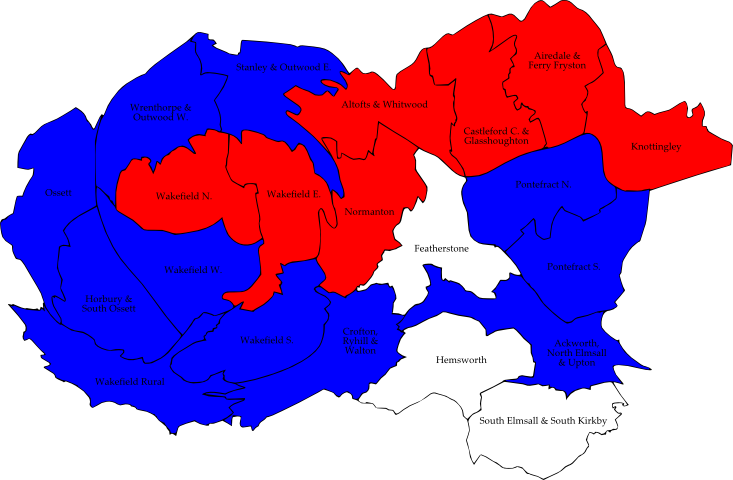 Airedale &
Ferry Fryston
Stanley & Outwood E.
Altofts & Whitwood
Wrenthorpe &
Outwood W.
Castleford C. &
Glasshoughton
Knottingley
Pontefract N.
Ossett
Wakefield N.
Wakefield E.
Normanton
Featherstone
Wakefield W.
Pontefract S.
Horbury &
South Ossett
Wakefield S.
Crofton,
Ryhill &
Walton
Ackworth,
North Elmsall
& Upton
Hemsworth
Wakefield Rural
South Elmsall & South Kirkby